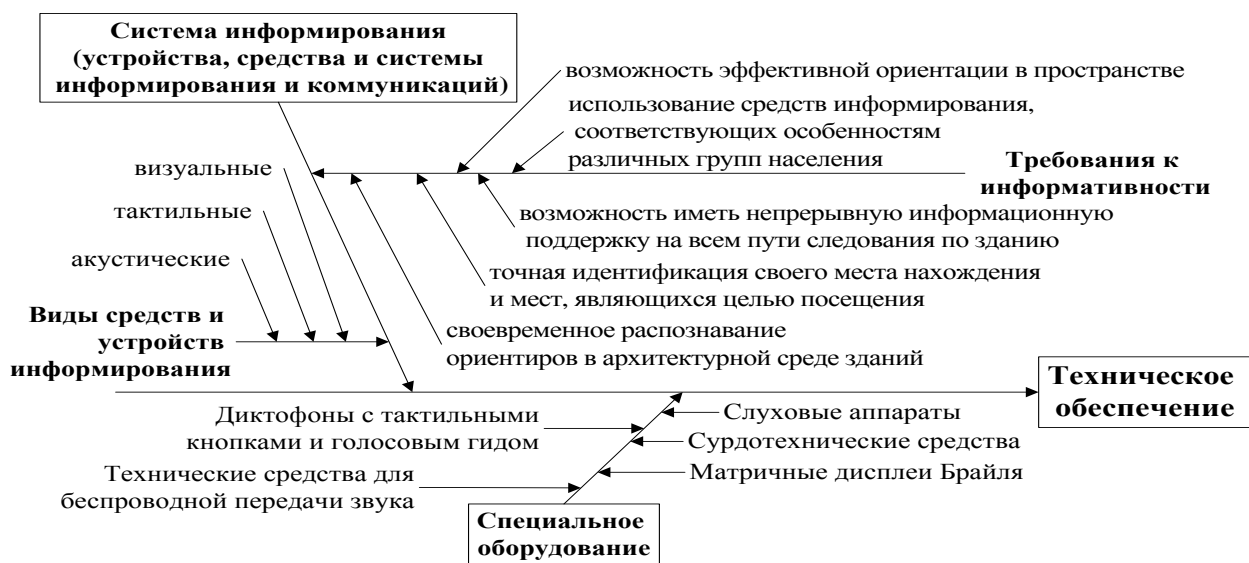 Система информирования
(устройства, средства и системы
информирования и коммуникаций)
возможность эффективной ориентации в пространстве
использование средств информирования,
соответствующих особенностям
различных групп населения
Требования к
информативности
визуальные
тактильные
акустические
возможность иметь непрерывную информационную
поддержку на всем пути следования по зданию
точная идентификация своего места нахождения
и мест, являющихся целью посещения
своевременное распознавание
ориентиров в архитектурной среде зданий
Виды средств и
устройств
информирования
Техническое
обеспечение
Диктофоны с тактильными
кнопками и голосовым гидом
Технические средства для
беспроводной передачи звука
Слуховые аппараты
Сурдотехнические средства
Матричные дисплеи Брайля
Специальное
оборудование